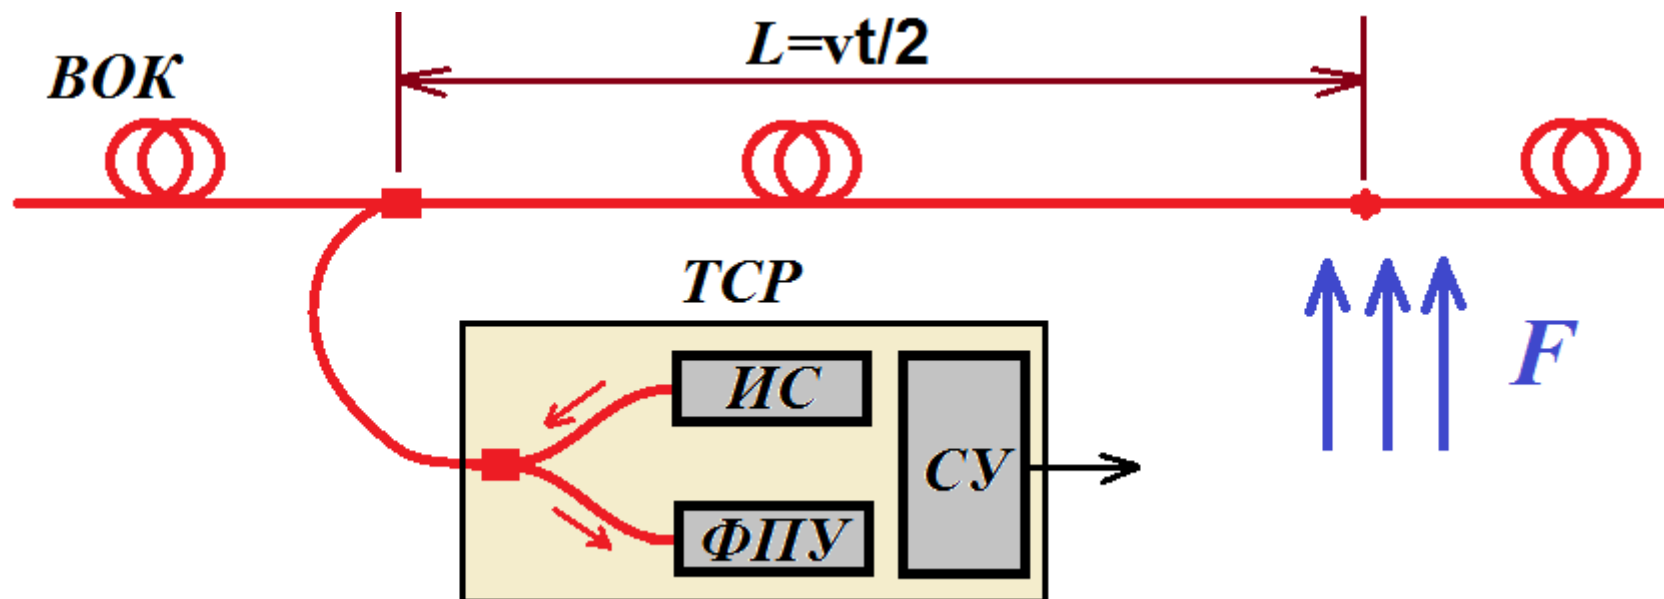 L=vt/2
ВОК
ТСР
ИС
СУ
ФПУ
F